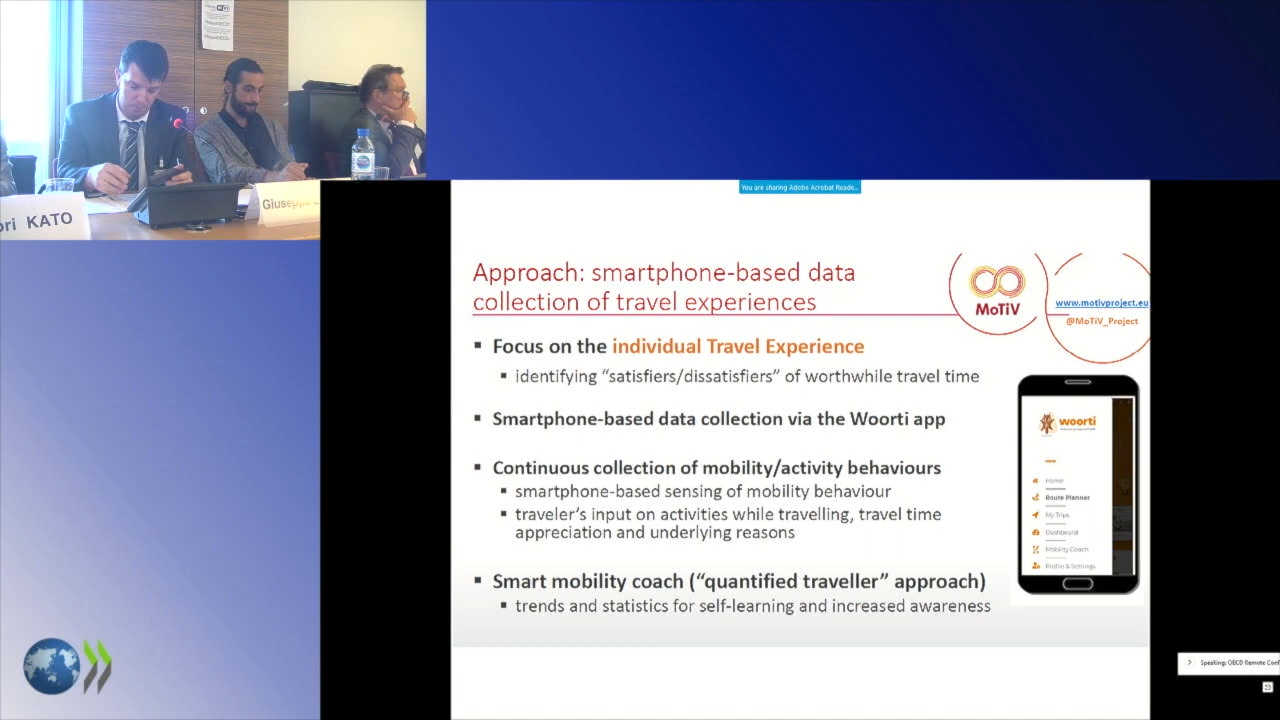 ori KATO
Giuseppe
You are sharing Adobe Acrobat Reade...
Approach: smartphone-based data
collection of travel experiences
MoTiV
www.motivproject.eu
@MoTiV_Project
▪ Focus on the individual Travel Experience
▪ identifying “satisfiers/dissatisfiers” of worthwhile travel time
▪ Smartphone-based data collection via the Woorti app
▪ Continuous collection of mobility/activity behaviours
▪ smartphone-based sensing of mobility behaviour
▪ traveler’s input on activities while travelling, travel time
appreciation and underlying reasons
▪ Smart mobility coach (“quantified traveller” approach)
▪ trends and statistics for self-learning and increased awareness
woorti
Home
Route Planner
My Trips
Dashboard
Mobility Coach
Profile & Settings
Speaking: OECD Remote Conf